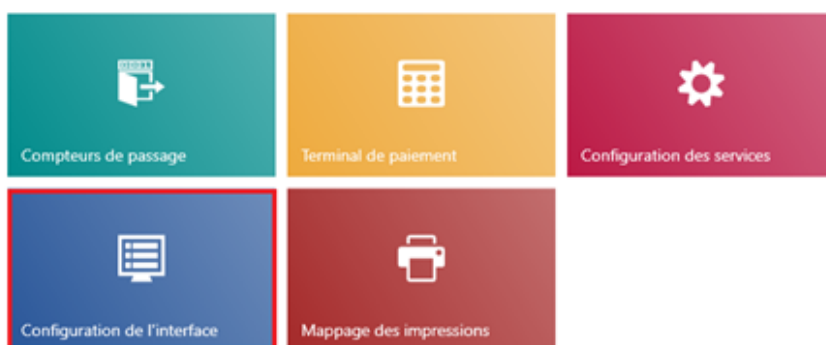 Compteurs de passage
Terminal de paiement
Configuration des services
Configuration de l'interface
Mappage des impressions